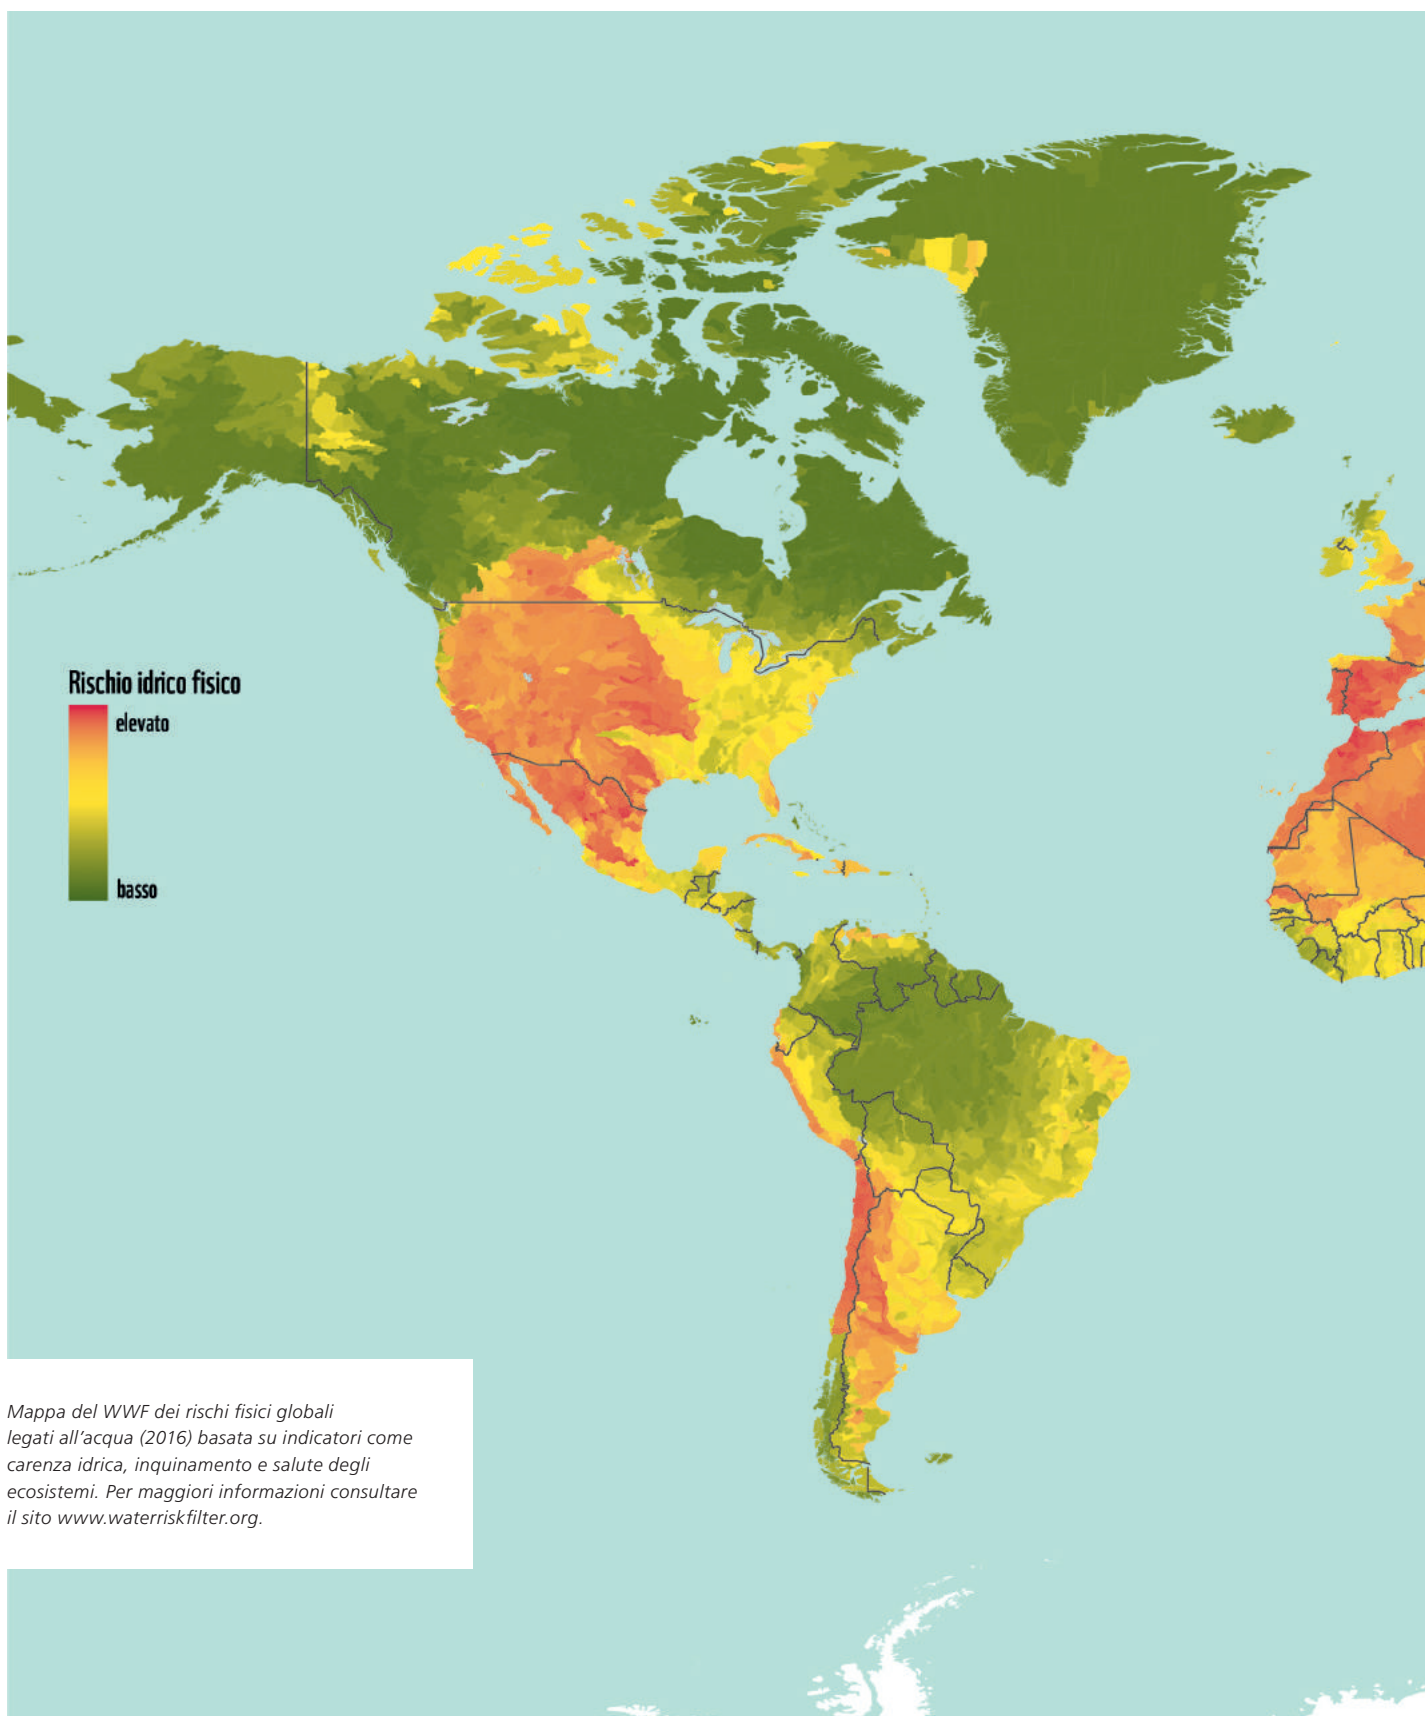 Rischio idrico fisico
elevato
basso
Mappa del WWF dei rischi fisici globali
legati all'acqua (2016) basata su indicatori come
carenza idrica, inquinamento e salute degli
ecosistemi. Per maggiori informazioni consultare
il sito www.waterriskfilter.org.